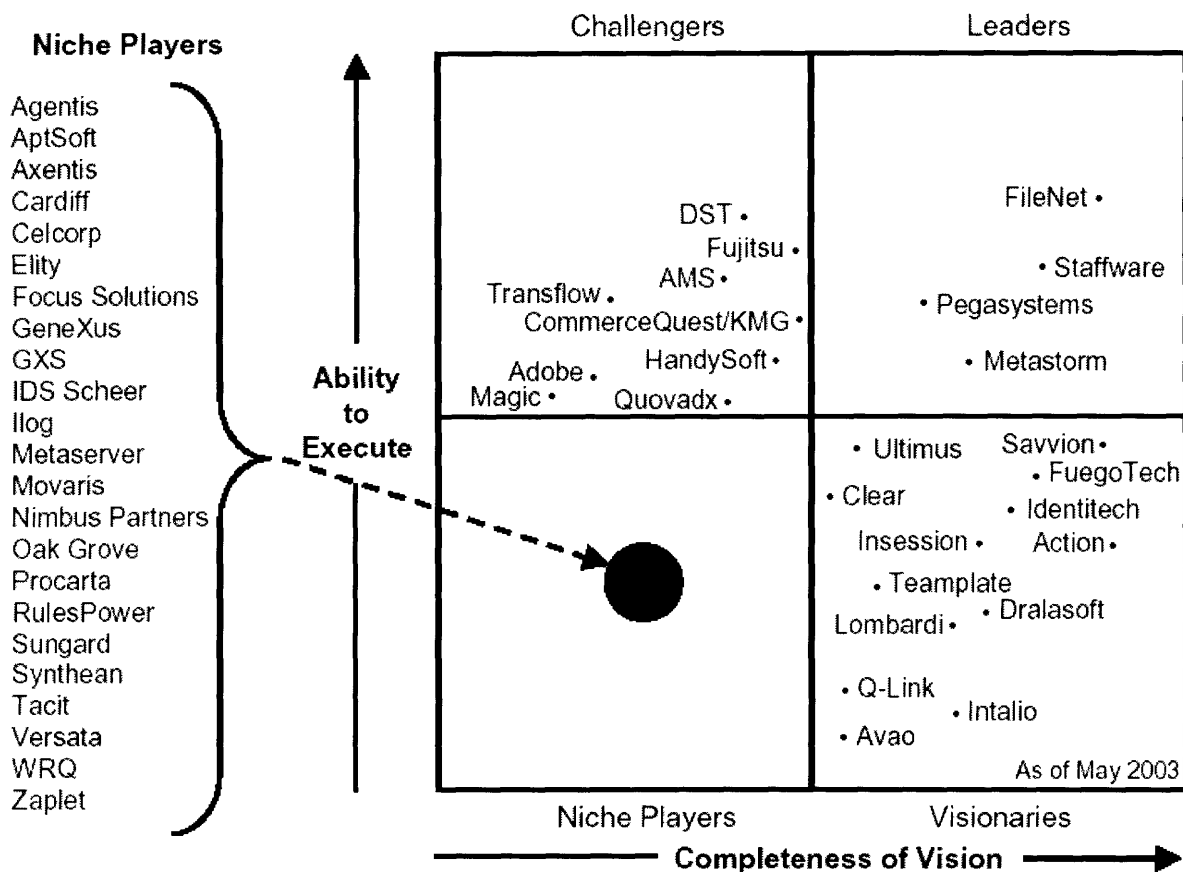 Niche Players
Agentis
AptSoft
Axentis
Cardiff
Celcorp
Elity
Focus Solutions
GeneXus
GXS
IDS Scheer
Ilog
Metaserver
Movaris
Nimbus Partners
Oak Grove
Procarta
RulesPower
Sungard
Synthean
Tacit
Versata
WRQ
Zaplet
Ability
to
Execute
Challengers
Leaders
DST
Fujitsu
AMS
Transflow
CommerceQuest/KMG
HandySoft
Adobe
Magic
Quovadx
FileNet
Staffware
Pegasystems
Metastorm
Ultimus
Savvion
FuegoTech
Clear
Identitech
Insession
Action
Teamplate
Dralasoft
Lombardi
Q-Link
Intalio
Avao
As of May 2003
Niche Players
Visionaries
Completeness of Vision